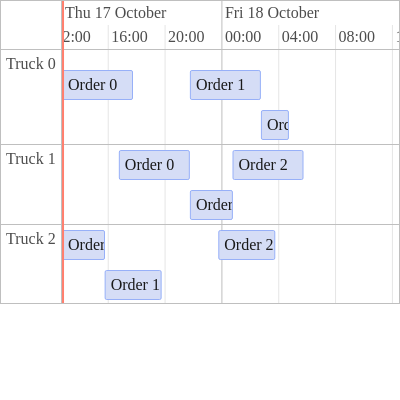 Thu 17 October Fri 18 October
2:00 16:00 20:00 00:00 04:00 08:00
Truck 0
Order 0 Order 1
Truck 1
Order 0 Order 2
Order
Truck 2
Order Order 2
Order 1